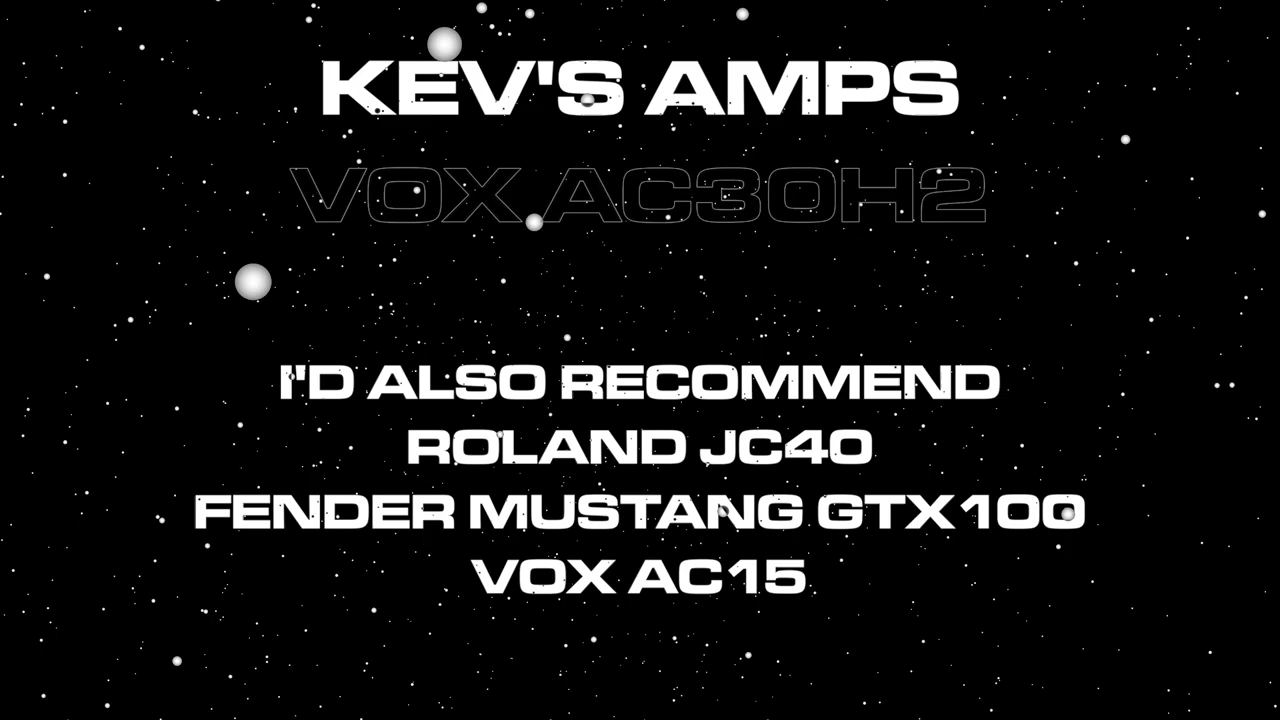 KEV'S AMPS
VOX AC30H2
I'D ALSO RECOMMEND
ROLAND JC40
FENDER MUSTANG GTX100
VOX AC15